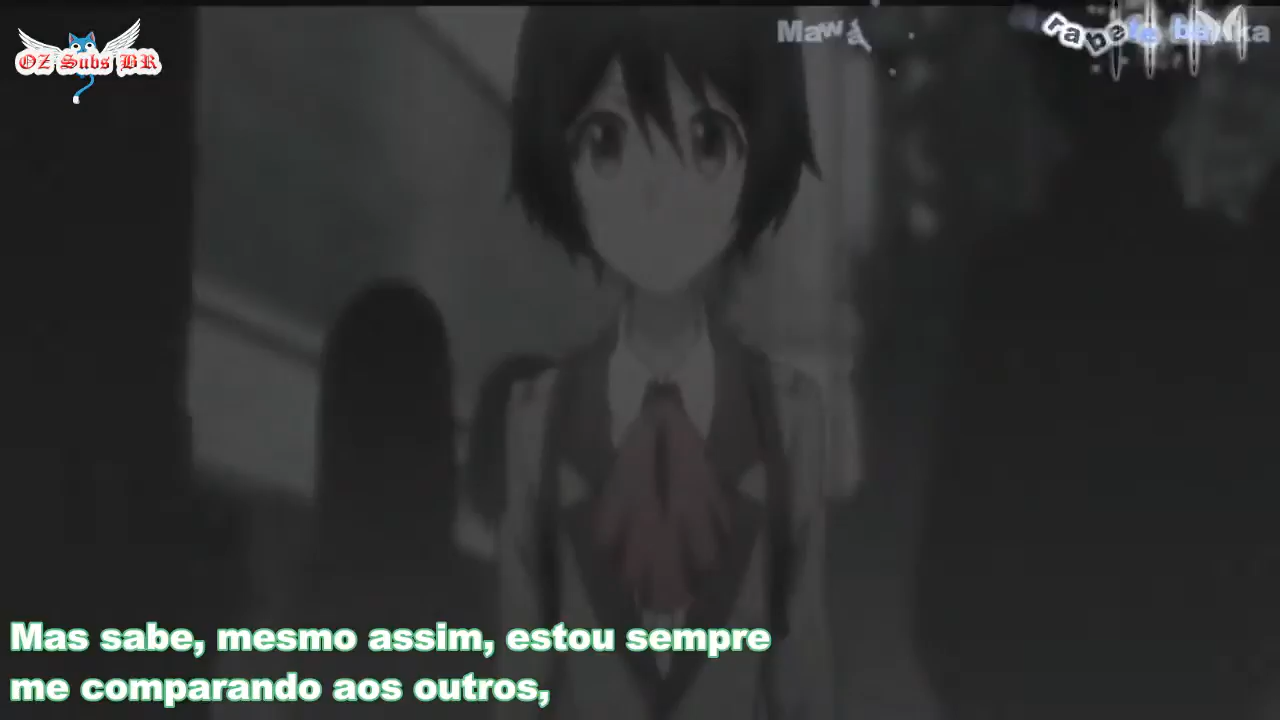 OZ Subs BR
Mas sabe, mesmo assim, estou sempre
me comparando aos outros,